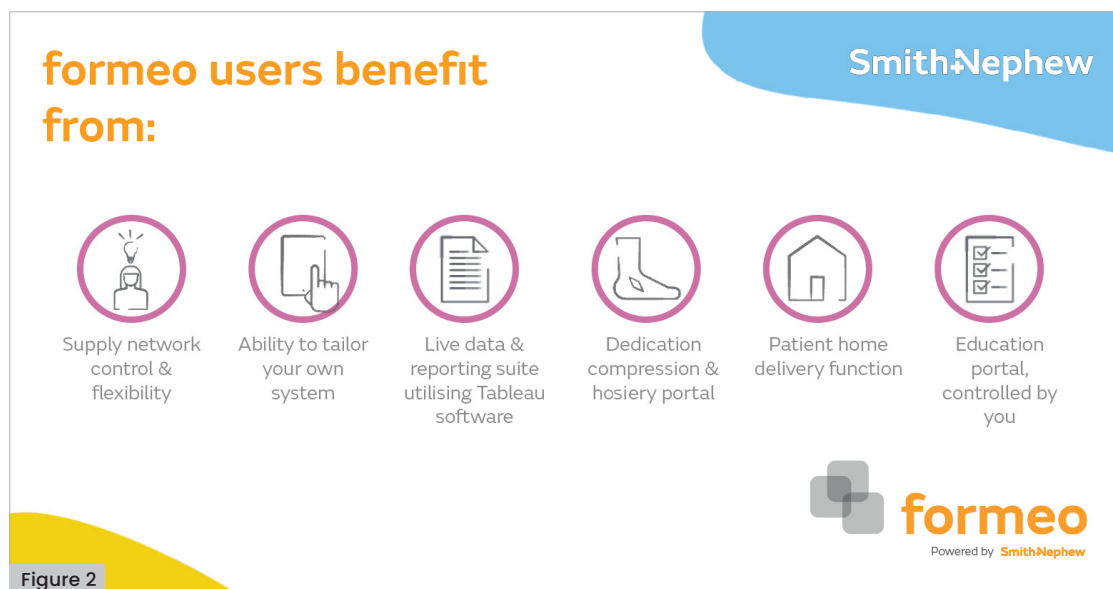 formeo users benefit
from:
Smith+Nephew
Supply network
control &
flexibility
Ability to tailor
your own
system
Live data &
reporting suite
utilising Tableau
software
Dedication
compression &
hosiery portal
Patient home
delivery function
Education
portal,
controlled by
you
formeo
Powered by Smith+Nephew
Figure 2